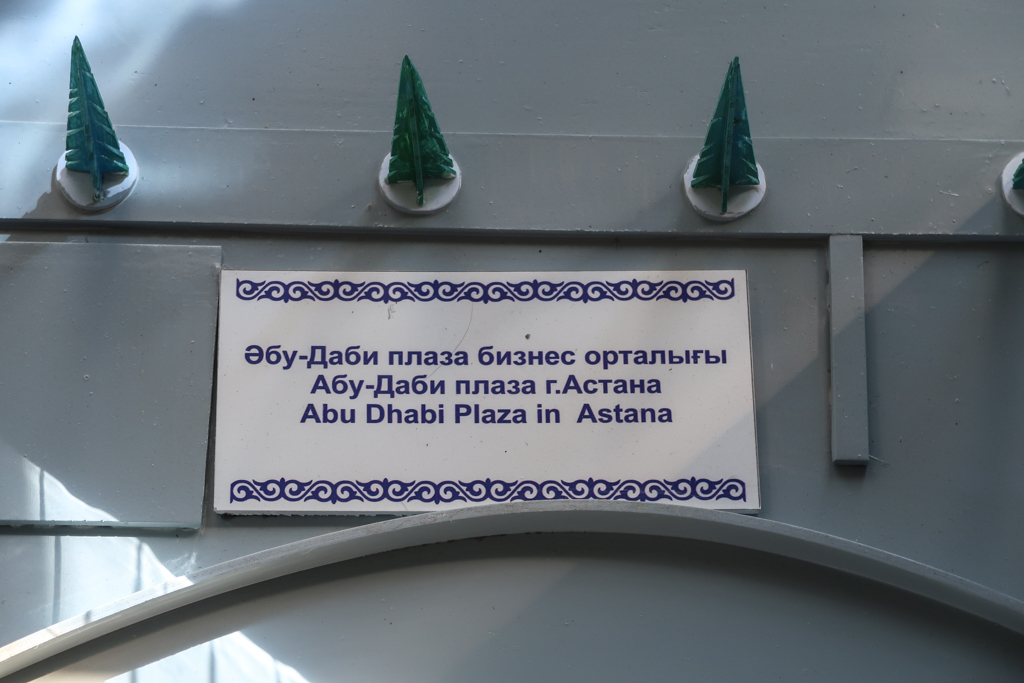 Әбу-Даби плаза бизнес орталығы
Абу-Даби плаза г.Астана
Abu Dhabi Plaza in Astana